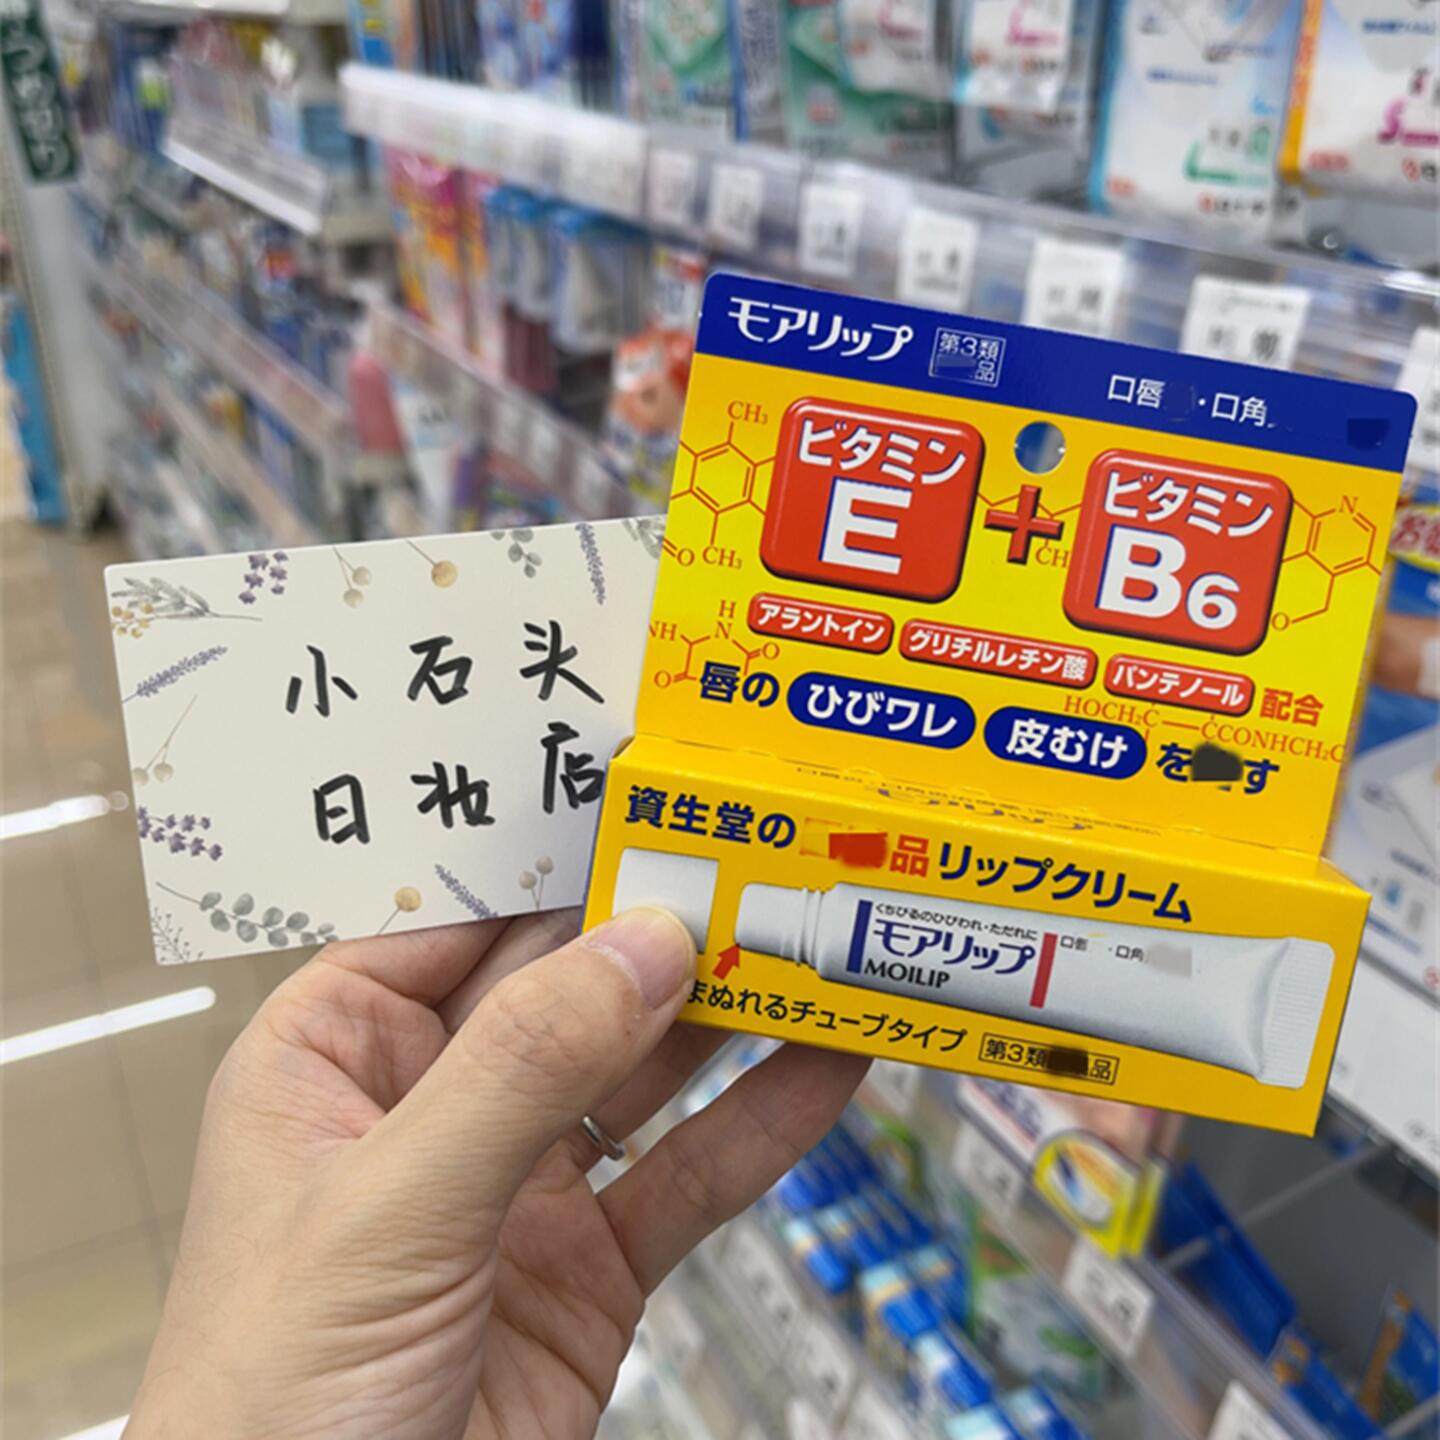 つめ切り
小石头
日妆店
モアリップ
第3類
品
口唇 ・口角
CH₃
CH₃
O
ビタミン
E
+
ビタミン
B6
CH
N
O
H
N
NH
O
O
アラントイン
グリチルレチン酸
パンテノール
配合
HOCH₂C
CCONHCH₂C
唇の ひびワレ 皮むけ を す
資生堂の 品 リップクリーム
くちびるのひびわれ・ただれに
モアリップ
MOILIP
口唇 ・口角
まぬれるチューブタイプ
第3類 品